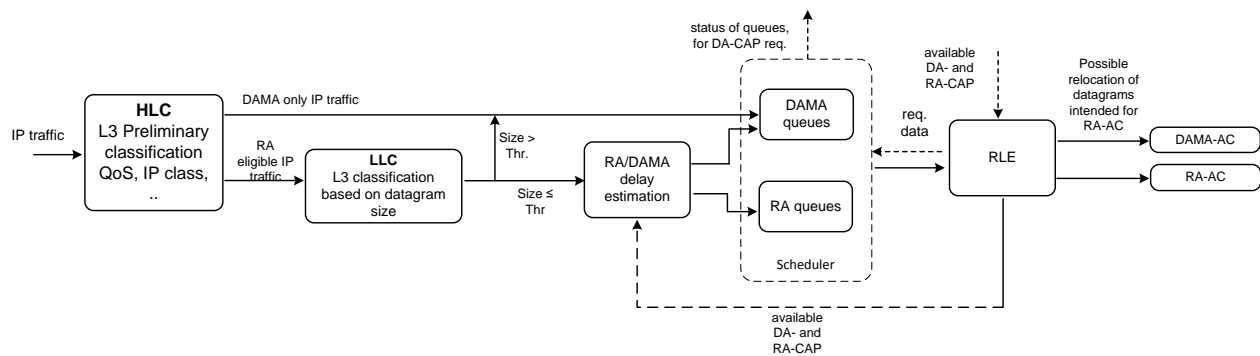 IP traffic
HLC
L3 Preliminary
classification
QoS, IP class,
..
DAMA only IP traffic
RA
eligible IP
traffic
LLC
L3 classification
based on datagram
size
Size >
Thr.
Size ≤
Thr
RA/DAMA
delay
estimation
status of queues,
for DA-CAP req.
DAMA
queues
RA queues
Scheduler
req.
data
available
DA- and
RA-CAP
RLE
Possible
relocation of
datagrams
intended for
RA-AC
DAMA-AC
RA-AC
available
DA- and
RA-CAP